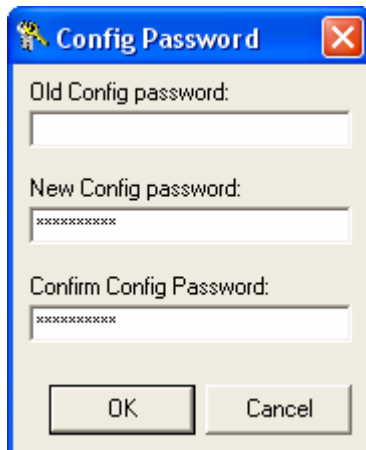 Config Password
Old Config password:
New Config password:
**********
Confirm Config Password:
**********
OK
Cancel